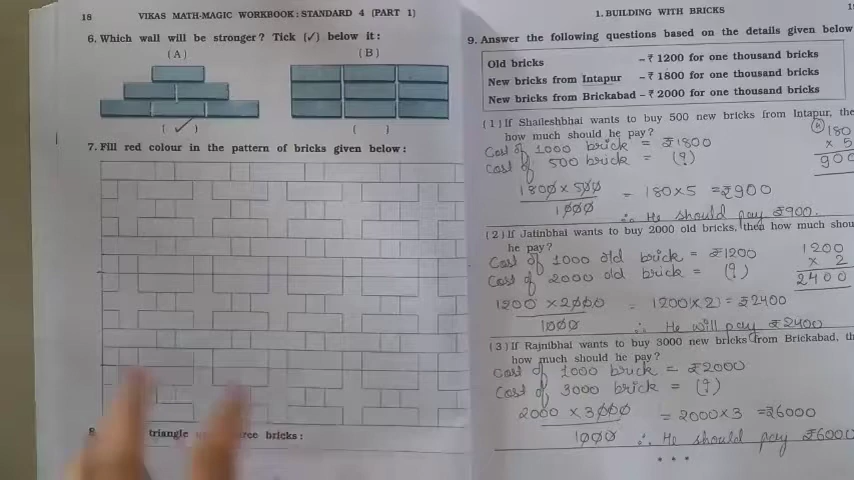 18 VIKAS MATH-MAGIC WORKBOOK: STANDARD 4 (PART 1)
6. Which wall will be stronger? Tick (✓) below it:
(A) (B)
( ✓ ) ( )
7. Fill red colour in the pattern of bricks given below:
triangle bricks:
1. BUILDING WITH BRICKS
9. Answer the following questions based on the details given below
Old bricks – ₹ 1200 for one thousand bricks
New bricks from Intapur – ₹ 1800 for one thousand bricks
New bricks from Brickabad – ₹ 2000 for one thousand bricks
(1) If Shaileshbhai wants to buy 500 new bricks from Intapur, the
how much should he pay?
Cost of 1000 brick = ₹1800
Cost of 500 brick = (?)
180
× 5
900
1800 × 500 = 180×5 = ₹900
1000
∴ He should pay ₹900.
(2) If Jatinbhai wants to buy 2000 old bricks, then how much shou
he pay?
Cost of 1000 old brick = ₹1200
Cost of 2000 old brick = (?)
1200
× 2
2400
1200 × 2000 = 1200×2 = ₹2400
1000
∴ He will pay ₹2400
(3) If Rajnibhai wants to buy 3000 new bricks from Brickabad, th
how much should he pay?
Cost of 1000 brick = ₹2000
Cost of 3000 brick = (?)
2000 × 3000 = 2000×3 = ₹6000
1000
∴ He should pay ₹6000